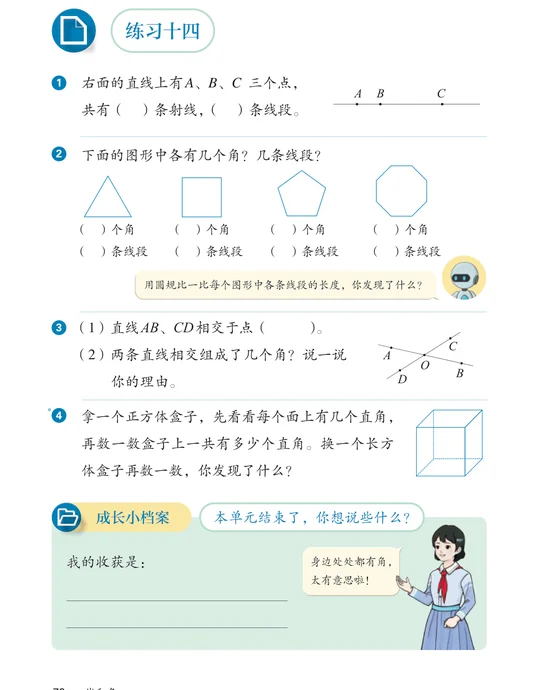 练习十四
1 右面的直线上有A、B、C 三个点，
共有（ ）条射线，（ ）条线段。
A B C
2 下面的图形中各有几个角？几条线段？
（ ）个角 （ ）个角 （ ）个角 （ ）个角
（ ）条线段 （ ）条线段 （ ）条线段 （ ）条线段
用圆规比一比每个图形中各条线段的长度，你发现了什么？
3 （1）直线AB、CD相交于点（ ）。
（2）两条直线相交组成了几个角？说一说
你的理由。
A C O D B
4 拿一个正方体盒子，先看看每个面上有几个直角，
再数一数盒子上一共有多少个直角。换一个长方
体盒子再数一数，你发现了什么？
成长小档案 本单元结束了，你想说些什么？
我的收获是：
身边处处都有角，
太有意思啦！